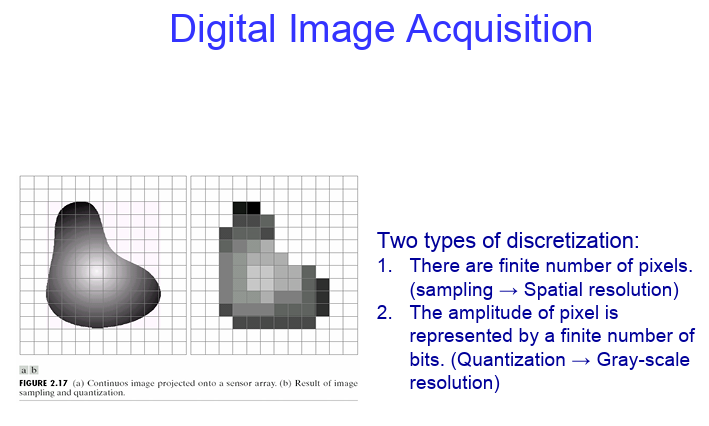 Digital Image Acquisition
Two types of discretization:
1. There are finite number of pixels.
(sampling → Spatial resolution)
2. The amplitude of pixel is
represented by a finite number of
bits. (Quantization → Gray-scale
resolution)
a b
FIGURE 2.17 (a) Continuos image projected onto a sensor array. (b) Result of image
sampling and quantization.